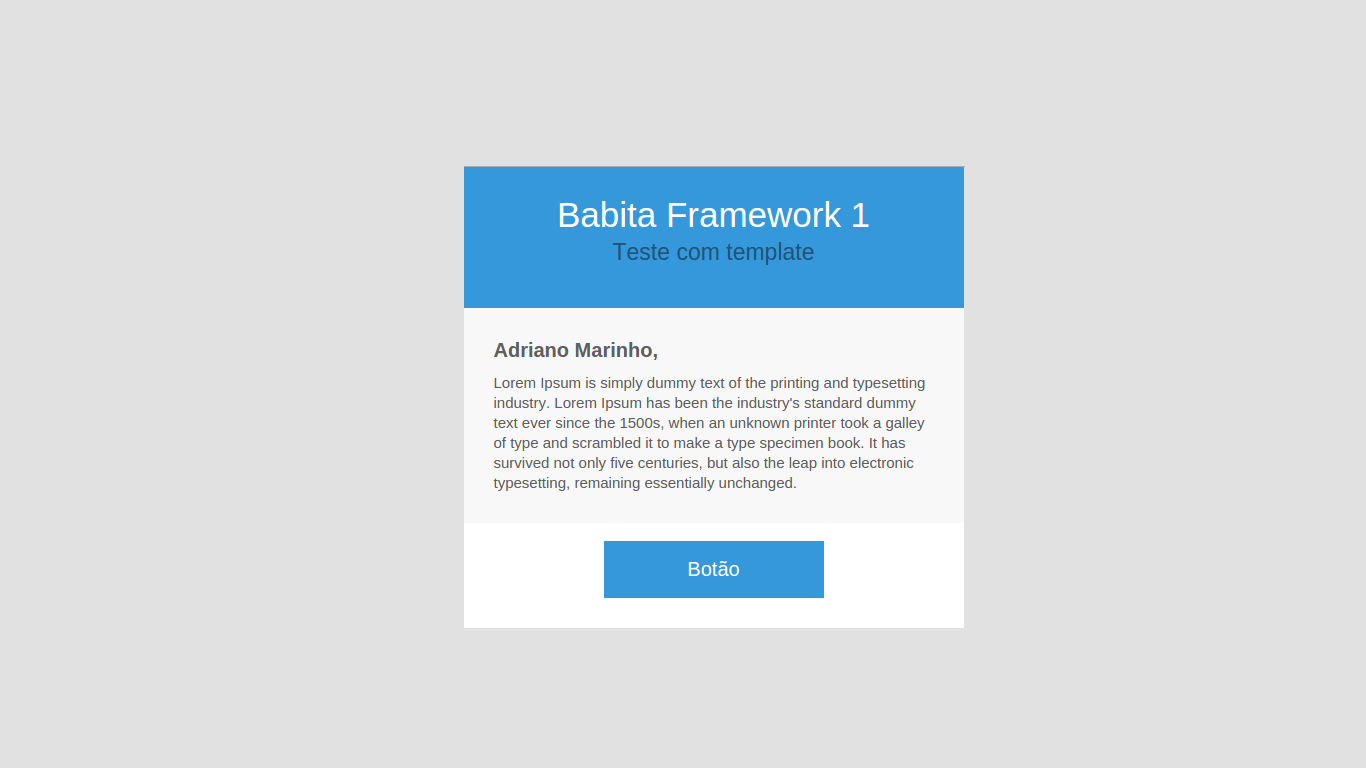 Babita Framework 1
Teste com template
Adriano Marinho,
Lorem Ipsum is simply dummy text of the printing and typesetting
industry. Lorem Ipsum has been the industry's standard dummy
text ever since the 1500s, when an unknown printer took a galley
of type and scrambled it to make a type specimen book. It has
survived not only five centuries, but also the leap into electronic
typesetting, remaining essentially unchanged.
Botão